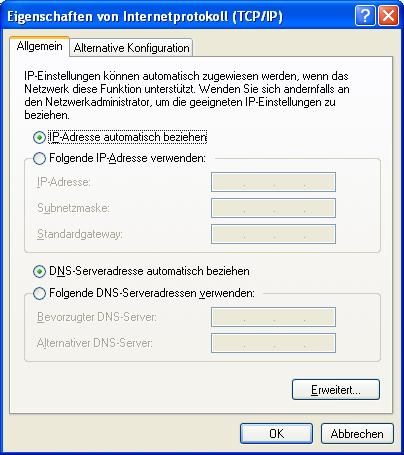 Eigenschaften von Internetprotokoll (TCP/IP)
Allgemein
Alternative Konfiguration
IP-Einstellungen können automatisch zugewiesen werden, wenn das
Netzwerk diese Funktion unterstützt. Wenden Sie sich andernfalls an
den Netzwerkadministrator, um die geeigneten IP-Einstellungen zu
beziehen.
IP-Adresse automatisch beziehen
Folgende IP-Adresse verwenden:
IP-Adresse:
Subnetzmaske:
Standardgateway:
DNS-Serveradresse automatisch beziehen
Folgende DNS-Serveradressen verwenden:
Bevorzugter DNS-Server:
Alternativer DNS-Server:
Erweitert...
OK
Abbrechen